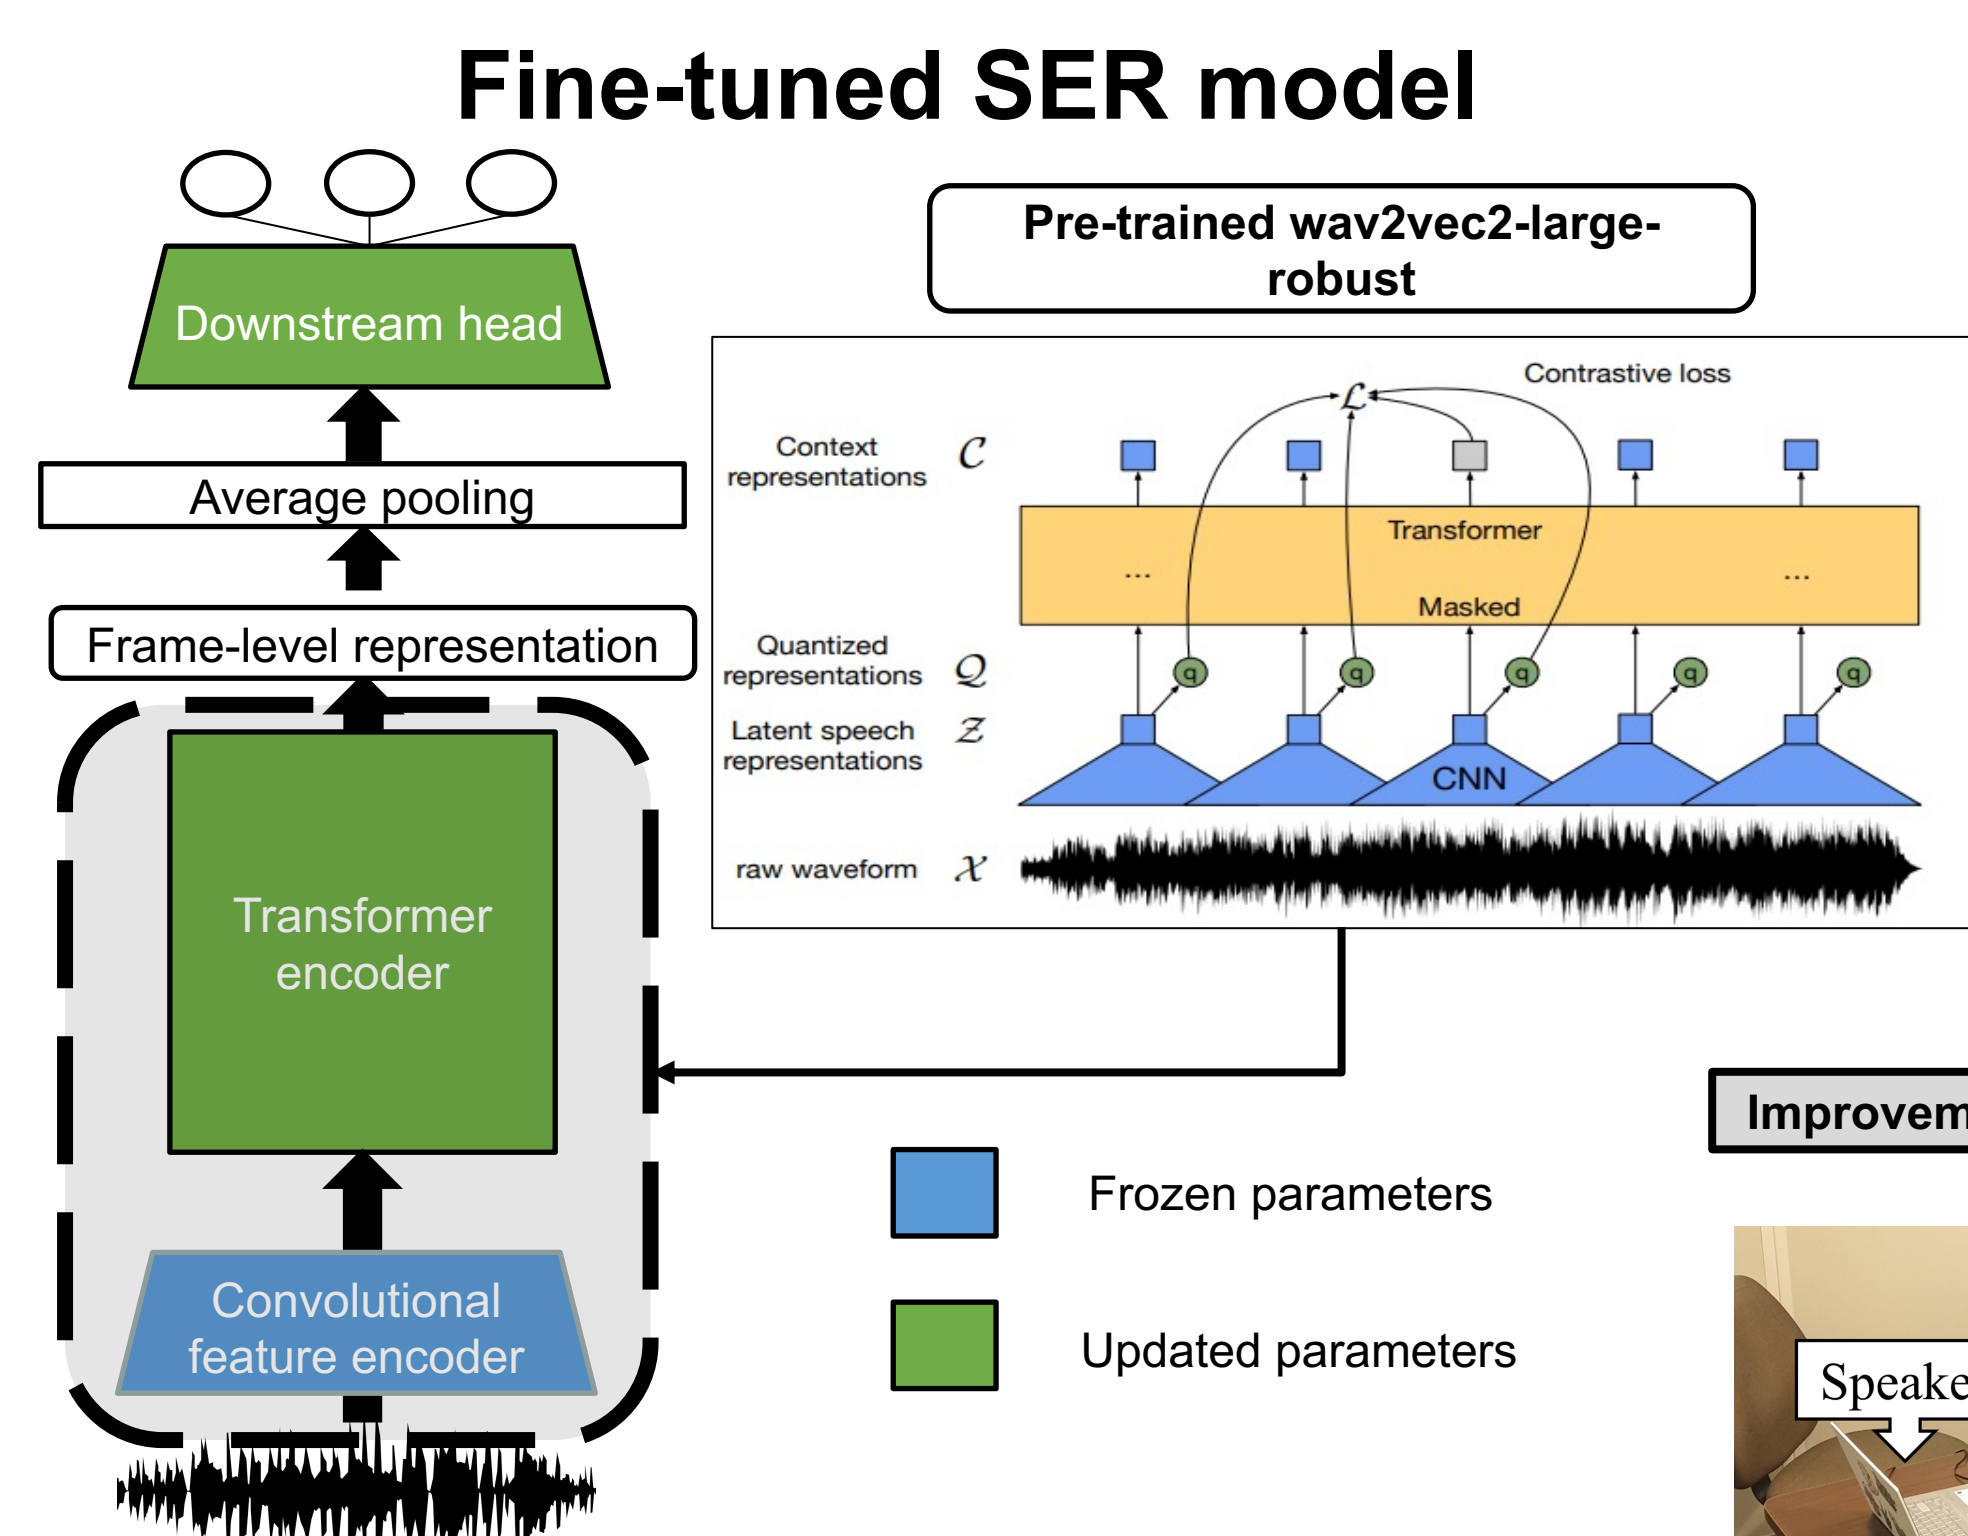 Fine-tuned SER model
Downstream head
Average pooling
Frame-level representation
Transformer
encoder
Convolutional
feature encoder
Pre-trained wav2vec2-large-
robust
Contrastive loss
ℒ
Context
representations
𝒞
Transformer
...
...
Masked
Quantized
representations
𝒬
q
q
q
q
q
Latent speech
representations
𝒵
CNN
raw waveform
𝒳
Frozen parameters
Updated parameters
Improvem
Speake